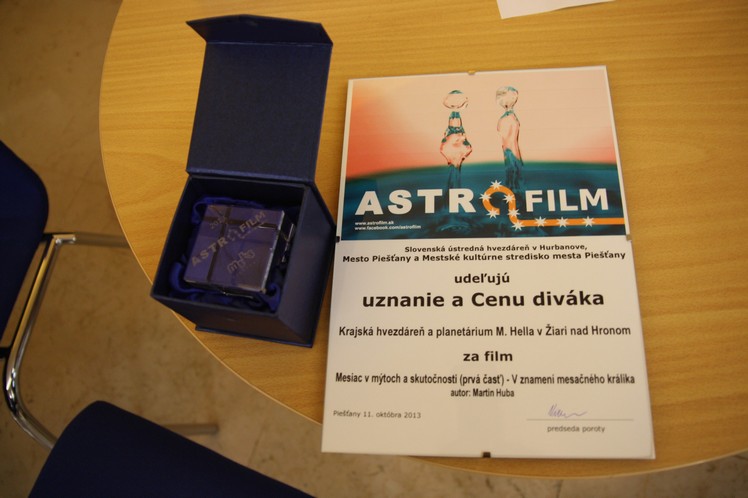 ASTROFILM
ASTROFILM
www.astrofilm.sk
www.facebook.com/astrofilm
Slovenská ústredná hvezdáreň v Hurbanove,
Mesto Piešťany a Mestské kultúrne stredisko mesta Piešťany
udeľujú
uznanie a Cenu diváka
Krajská hvezdáreň a planetárium M. Hella v Žiari nad Hronom
za film
Mesiac v mýtoch a skutočnosti (prvá časť) - V znamení mesačného králika
autor: Martin Huba
Piešťany 11. októbra 2013
predseda poroty